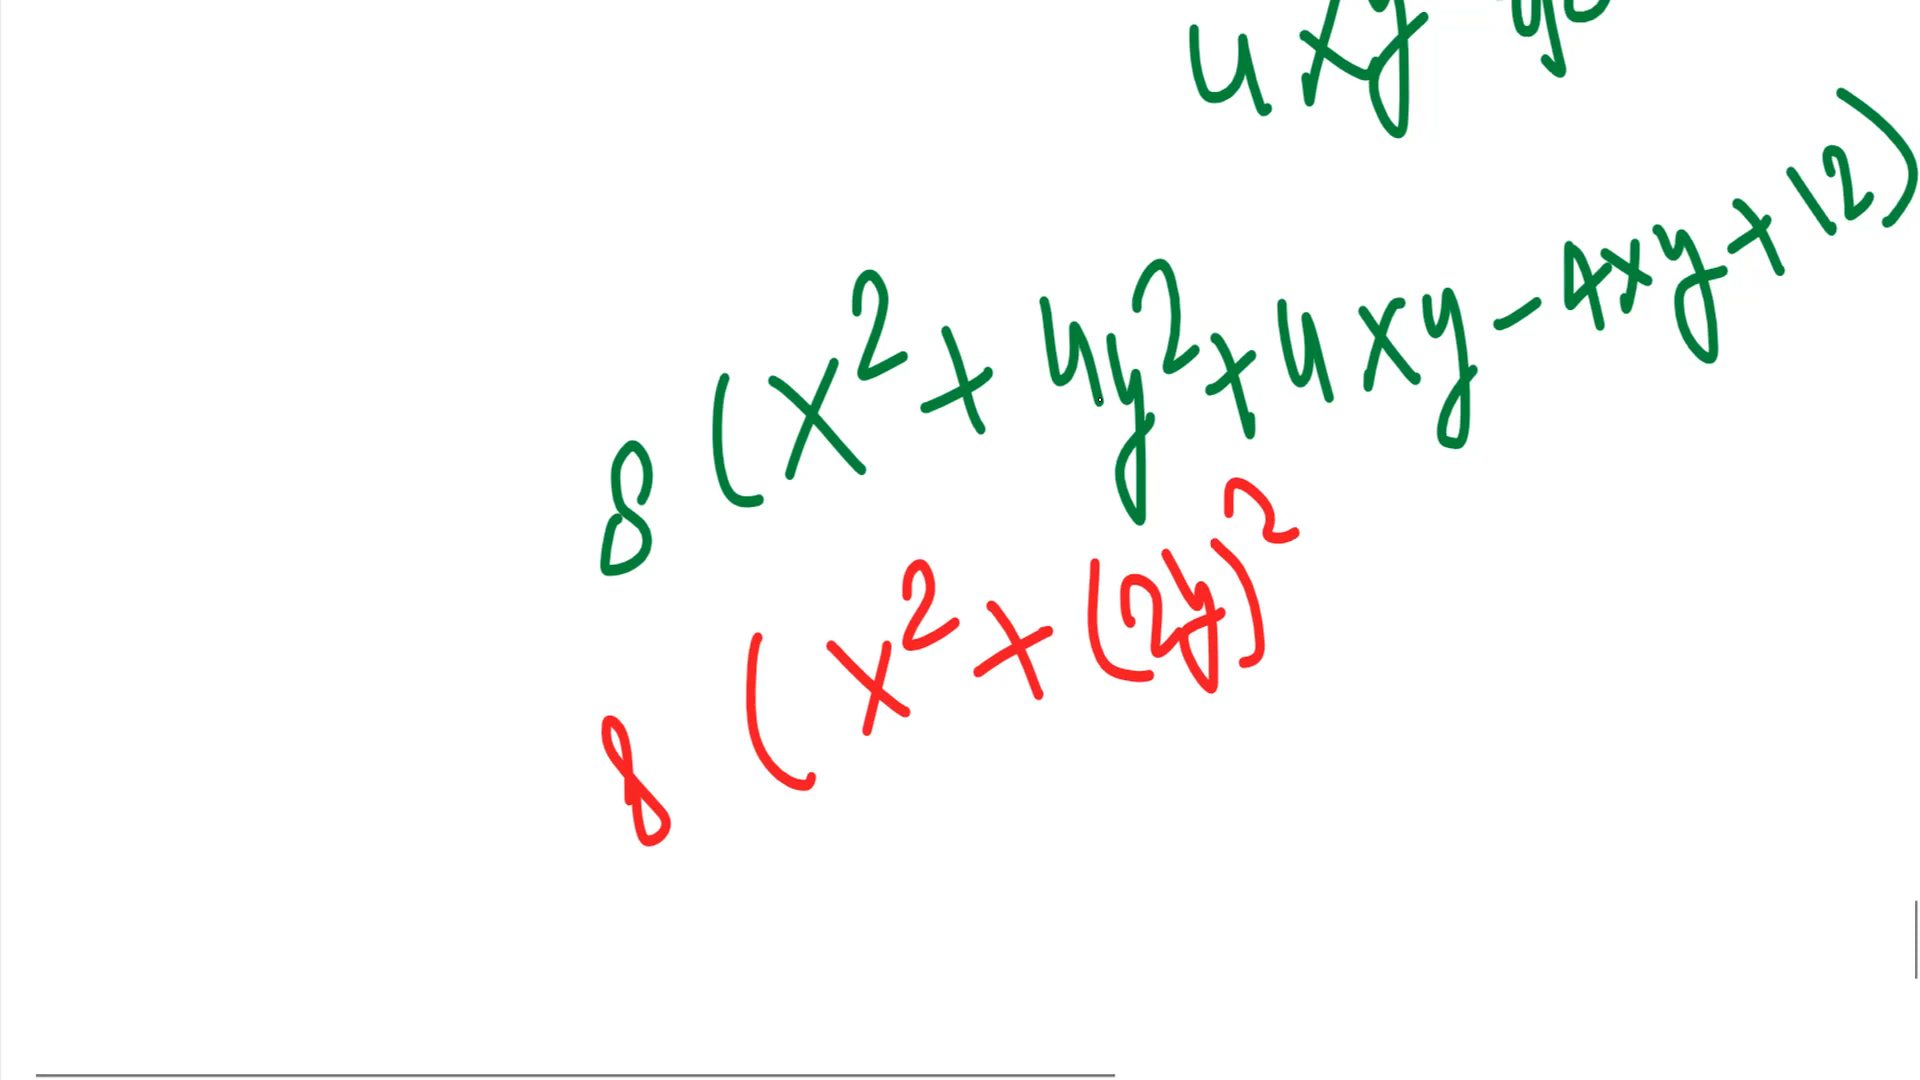 4xy
8 (x² + 4y² + 4xy - 4xy + 12)
8 (x² + (2y)²